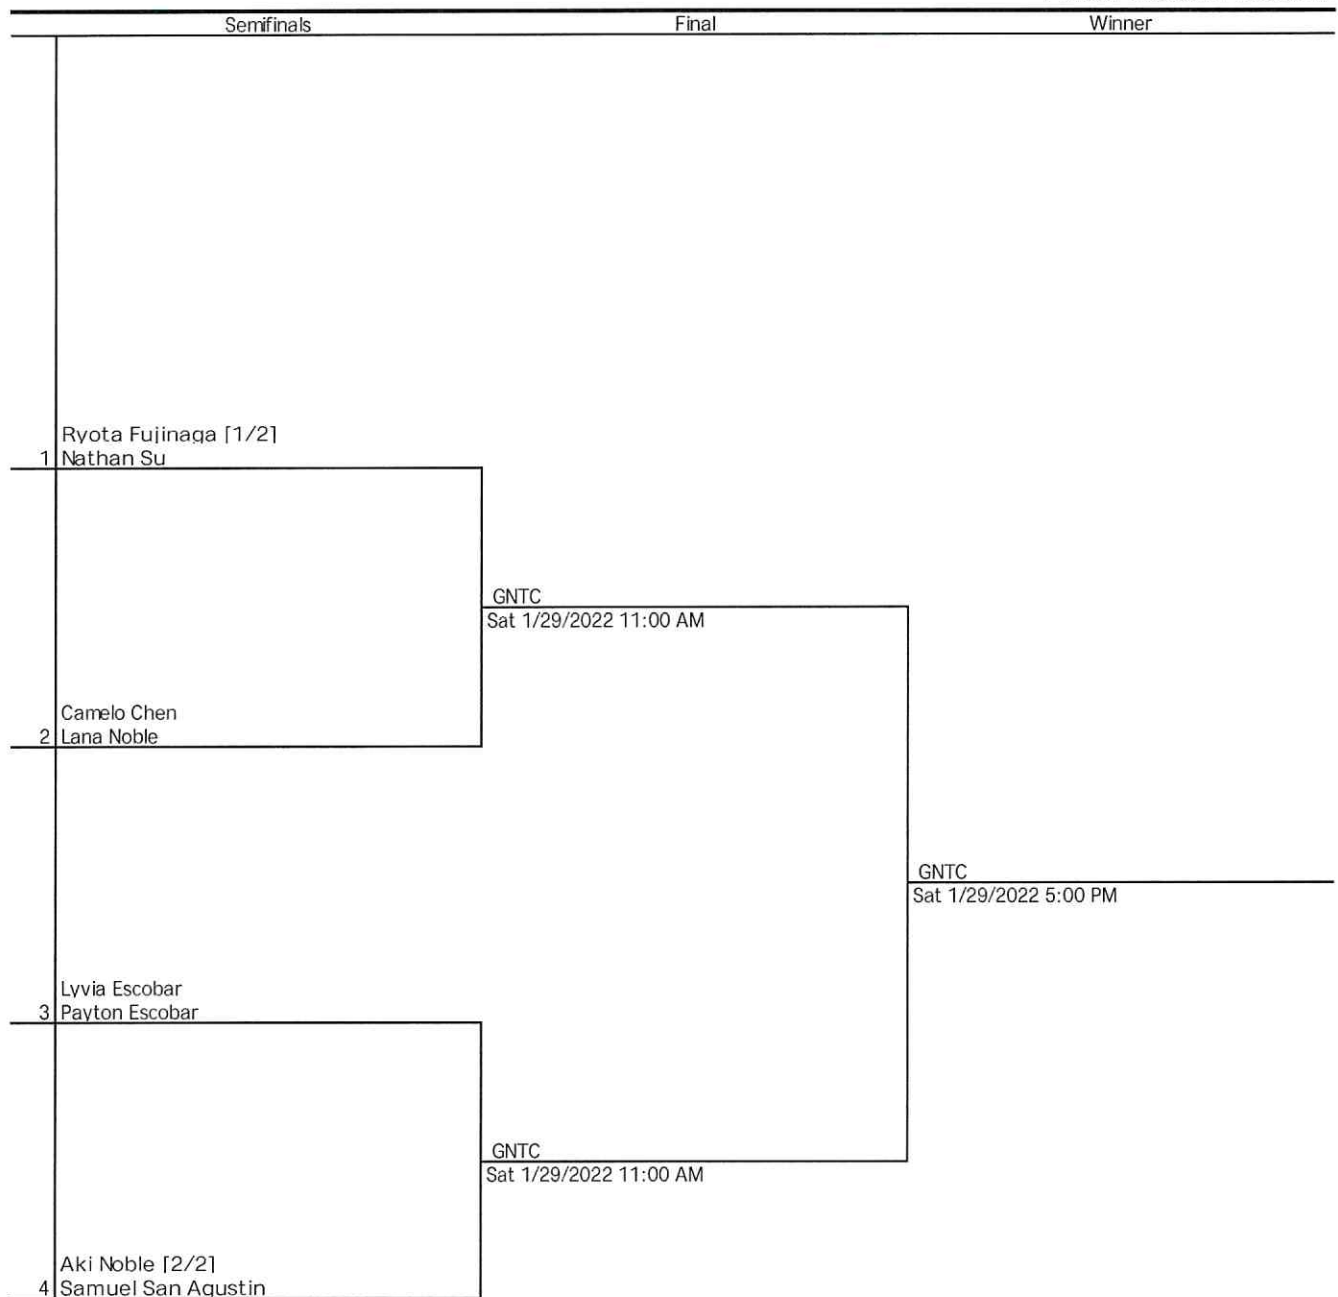 Semifinals Final Winner
Ryota Fujinaga [1/2]
1 Nathan Su
GNTC
Sat 1/29/2022 11:00 AM
Camelo Chen
2 Lana Noble
GNTC
Sat 1/29/2022 5:00 PM
Lyvia Escobar
3 Payton Escobar
GNTC
Sat 1/29/2022 11:00 AM
Aki Noble [2/2]
4 Samuel San Agustin